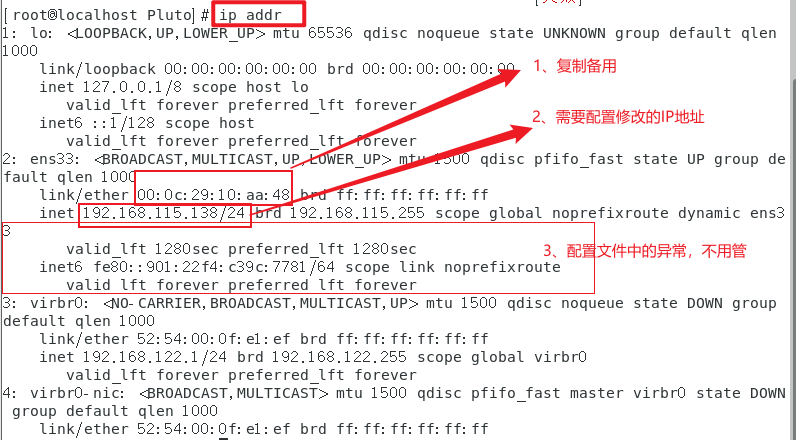 [root@localhost Pluto]# ip addr
1: lo: <LOOPBACK,UP,LOWER_UP> mtu 65536 qdisc noqueue state UNKNOWN group default qlen
1000
link/loopback 00:00:00:00:00:00 brd 00:00:00:00:00:00
1、复制备用
inet 127.0.0.1/8 scope host lo
valid_lft forever preferred_lft forever
2、需要配置修改的IP地址
inet6 ::1/128 scope host
valid_lft forever preferred_lft forever
2: ens33: <BROADCAST,MULTICAST,UP,LOWER_UP> mtu 1500 qdisc pfifo_fast state UP group de
fault qlen 1000
link/ether 00:0c:29:10:aa:48 brd ff:ff:ff:ff:ff:ff
inet 192.168.115.138/24 brd 192.168.115.255 scope global noprefixroute dynamic ens3
3
valid_lft 1280sec preferred_lft 1280sec
3、配置文件中的异常，不用管
inet6 fe80::901:22f4:c39c:7781/64 scope link noprefixroute
valid_lft forever preferred_lft forever
3: virbr0: <NO-CARRIER,BROADCAST,MULTICAST,UP> mtu 1500 qdisc noqueue state DOWN group
default qlen 1000
link/ether 52:54:00:0f:e1:ef brd ff:ff:ff:ff:ff:ff
inet 192.168.122.1/24 brd 192.168.122.255 scope global virbr0
valid_lft forever preferred_lft forever
4: virbr0-nic: <BROADCAST,MULTICAST> mtu 1500 qdisc pfifo_fast master virbr0 state DOWN
group default qlen 1000
link/ether 52:54:00:0f:e1:ef brd ff:ff:ff:ff:ff:ff